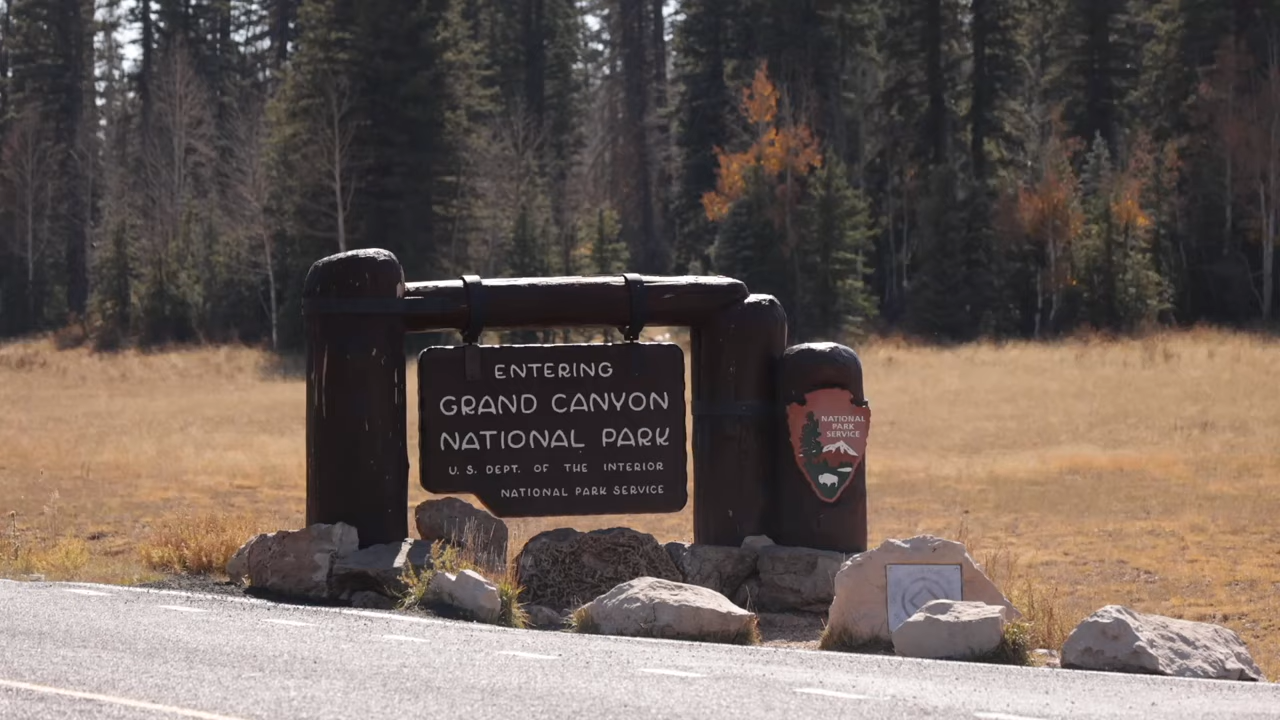 ENTERING
GRAND CANYON
NATIONAL PARK
U.S. DEPT. OF THE INTERIOR
NATIONAL PARK SERVICE
NATIONAL
PARK
SERVICE